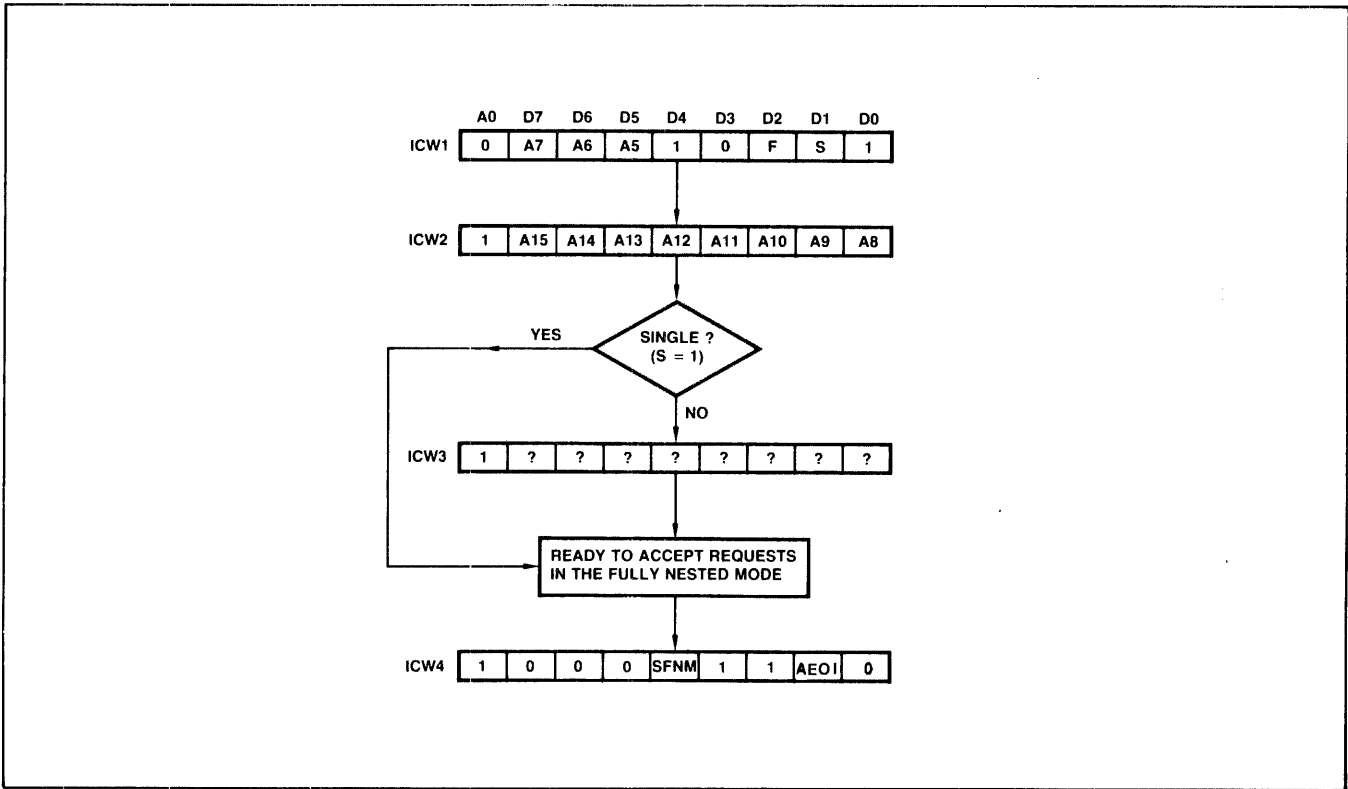 A0 D7 D6 D5 D4 D3 D2 D1 D0
ICW1 0 A7 A6 A5 1 0 F S 1
ICW2 1 A15 A14 A13 A12 A11 A10 A9 A8
YES
SINGLE ?
(S = 1)
NO
ICW3 1 ? ? ? ? ? ? ? ?
READY TO ACCEPT REQUESTS
IN THE FULLY NESTED MODE
ICW4 1 0 0 0 SFNM 1 1 AEOI 0